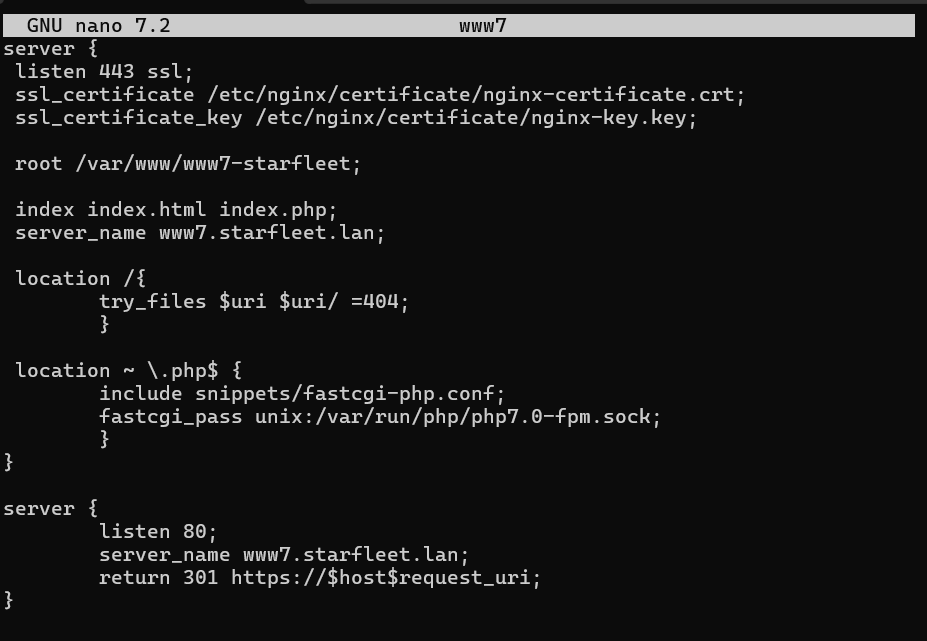 GNU nano 7.2 www7
server {
listen 443 ssl;
ssl_certificate /etc/nginx/certificate/nginx-certificate.crt;
ssl_certificate_key /etc/nginx/certificate/nginx-key.key;
root /var/www/www7-starfleet;
index index.html index.php;
server_name www7.starfleet.lan;
location /{
try_files $uri $uri/ =404;
}
location ~ \.php$ {
include snippets/fastcgi-php.conf;
fastcgi_pass unix:/var/run/php/php7.0-fpm.sock;
}
}
server {
listen 80;
server_name www7.starfleet.lan;
return 301 https://$host$request_uri;
}